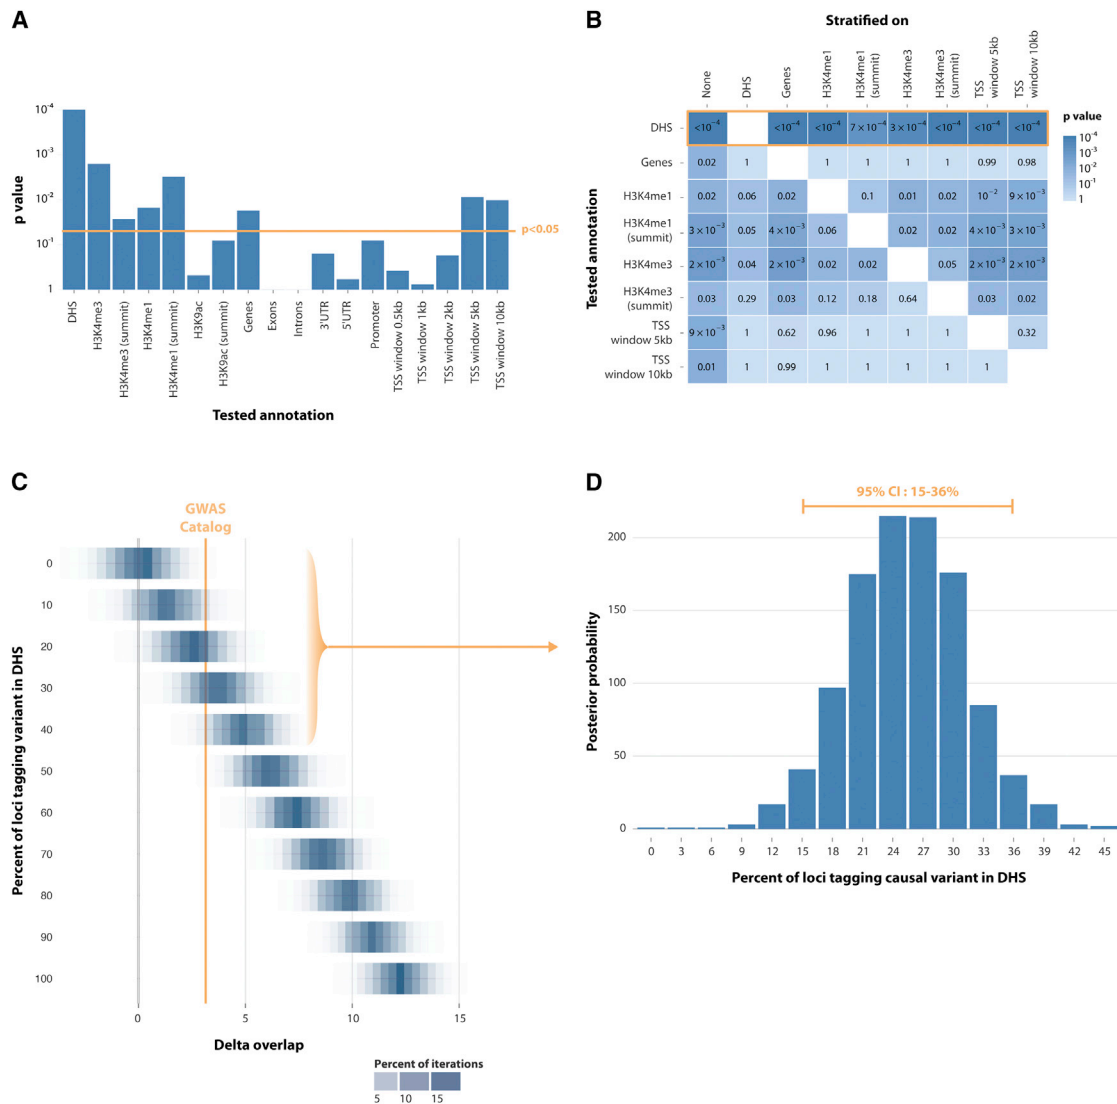 A
p value
10-4
10-3
10-2
10-1
1
p<0.05
DHS
H3K4me3
H3K4me3 (summit)
H3K4me1
H3K4me1 (summit)
H3K9ac
H3K9ac (summit)
Genes
Exons
Introns
3'UTR
5'UTR
Promoter
TSS window 0.5kb
TSS window 1kb
TSS window 2kb
TSS window 5kb
TSS window 10kb
Tested annotation
B
Stratified on
None
DHS
Genes
H3K4me1
H3K4me1
(summit)
H3K4me3
H3K4me3
(summit)
TSS
window 5kb
TSS
window 10kb
Tested annotation
DHS <10−4 <10−4 <10−4 7×10−4 3×10−4 <10−4 <10−4 <10−4
Genes 0.02 1 1 1 1 1 0.99 0.98
H3K4me1 0.02 0.06 0.02 0.1 0.01 0.02 10−2 9×10−3
H3K4me1
(summit) 3×10−3 0.05 4×10−3 0.06 0.02 0.02 4×10−3 3×10−3
H3K4me3 2×10−3 0.04 2×10−3 0.02 0.02 0.05 2×10−3 2×10−3
H3K4me3
(summit) 0.03 0.29 0.03 0.12 0.18 0.64 0.03 0.02
TSS
window 5kb 9×10−3 1 0.62 0.96 1 1 1 0.32
TSS
window 10kb 0.01 1 0.99 1 1 1 1 1
p value
10-4
10-3
10-2
10-1
1
C
GWAS
Catalog
Percent of loci tagging variant in DHS
0
10
20
30
40
50
60
70
80
90
100
0 5 10 15
Delta overlap
Percent of iterations
5 10 15
D
95% CI : 15-36%
Posterior probability
200
150
100
50
0
0 3 6 9 12 15 18 21 24 27 30 33 36 39 42 45
Percent of loci tagging causal variant in DHS